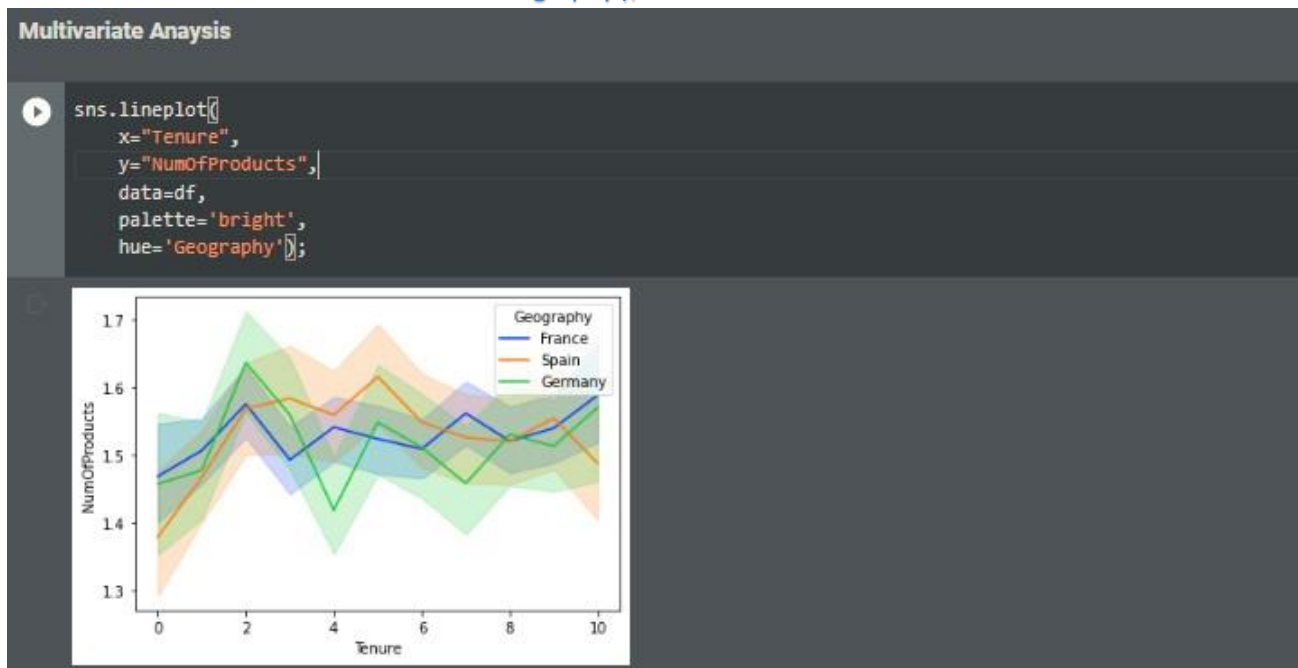 Multivariate Anaysis
sns.lineplot(
x="Tenure",
y="NumOfProducts",
data=df,
palette='bright',
hue='Geography');
1.7
1.6
1.5
1.4
1.3
NumOfProducts
Geography
France
Spain
Germany
0 2 4 6 8 10
Tenure